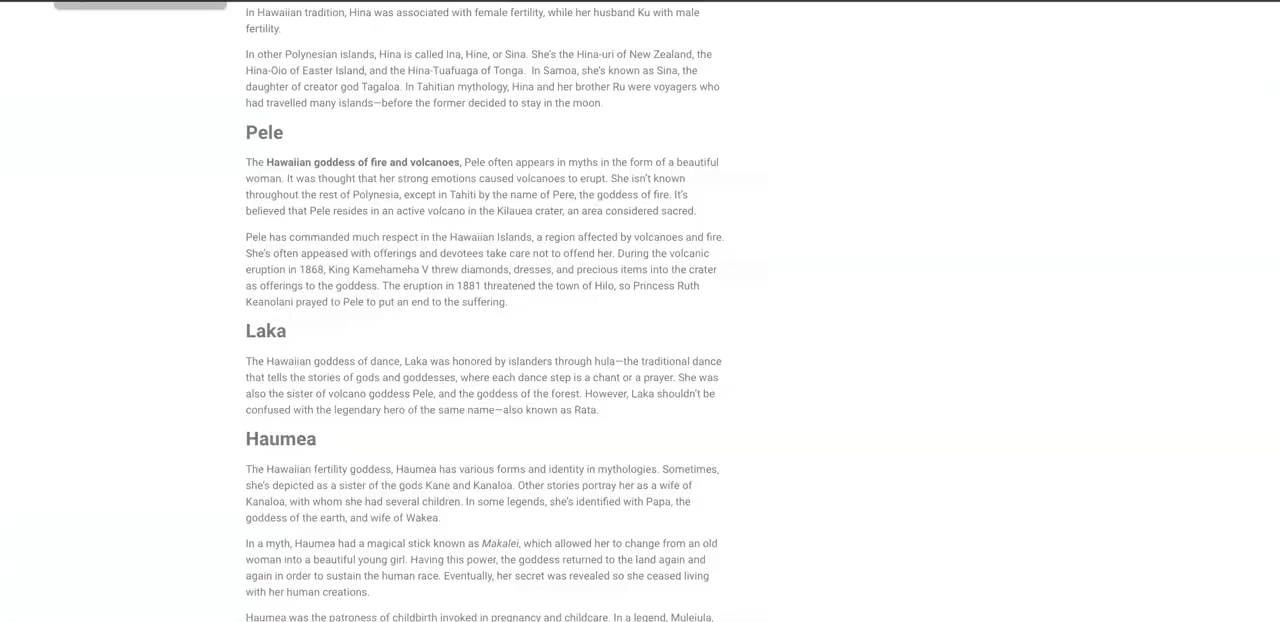 In Hawaiian tradition, Hina was associated with female fertility, while her husband Ku with male
fertility.
In other Polynesian islands, Hina is called Ina, Hine, or Sina. She’s the Hina-uri of New Zealand, the
Hina-Oio of Easter Island, and the Hina-Tuafuaga of Tonga. In Samoa, she’s known as Sina, the
daughter of creator god Tagaloa. In Tahitian mythology, Hina and her brother Ru were voyagers who
had travelled many islands—before the former decided to stay in the moon.
Pele
The Hawaiian goddess of fire and volcanoes, Pele often appears in myths in the form of a beautiful
woman. It was thought that her strong emotions caused volcanoes to erupt. She isn’t known
throughout the rest of Polynesia, except in Tahiti by the name of Pere, the goddess of fire. It’s
believed that Pele resides in an active volcano in the Kilauea crater, an area considered sacred.
Pele has commanded much respect in the Hawaiian Islands, a region affected by volcanoes and fire.
She’s often appeased with offerings and devotees take care not to offend her. During the volcanic
eruption in 1868, King Kamehameha V threw diamonds, dresses, and precious items into the crater
as offerings to the goddess. The eruption in 1881 threatened the town of Hilo, so Princess Ruth
Keanolani prayed to Pele to put an end to the suffering.
Laka
The Hawaiian goddess of dance, Laka was honored by islanders through hula—the traditional dance
that tells the stories of gods and goddesses, where each dance step is a chant or a prayer. She was
also the sister of volcano goddess Pele, and the goddess of the forest. However, Laka shouldn’t be
confused with the legendary hero of the same name—also known as Rata.
Haumea
The Hawaiian fertility goddess, Haumea has various forms and identity in mythologies. Sometimes,
she’s depicted as a sister of the gods Kane and Kanaloa. Other stories portray her as a wife of
Kanaloa, with whom she had several children. In some legends, she’s identified with Papa, the
goddess of the earth, and wife of Wakea.
In a myth, Haumea had a magical stick known as Makalei, which allowed her to change from an old
woman into a beautiful young girl. Having this power, the goddess returned to the land again and
again in order to sustain the human race. Eventually, her secret was revealed so she ceased living
with her human creations.
Haumea was the patroness of childbirth invoked in pregnancy and childcare. In a legend, Muleiula,